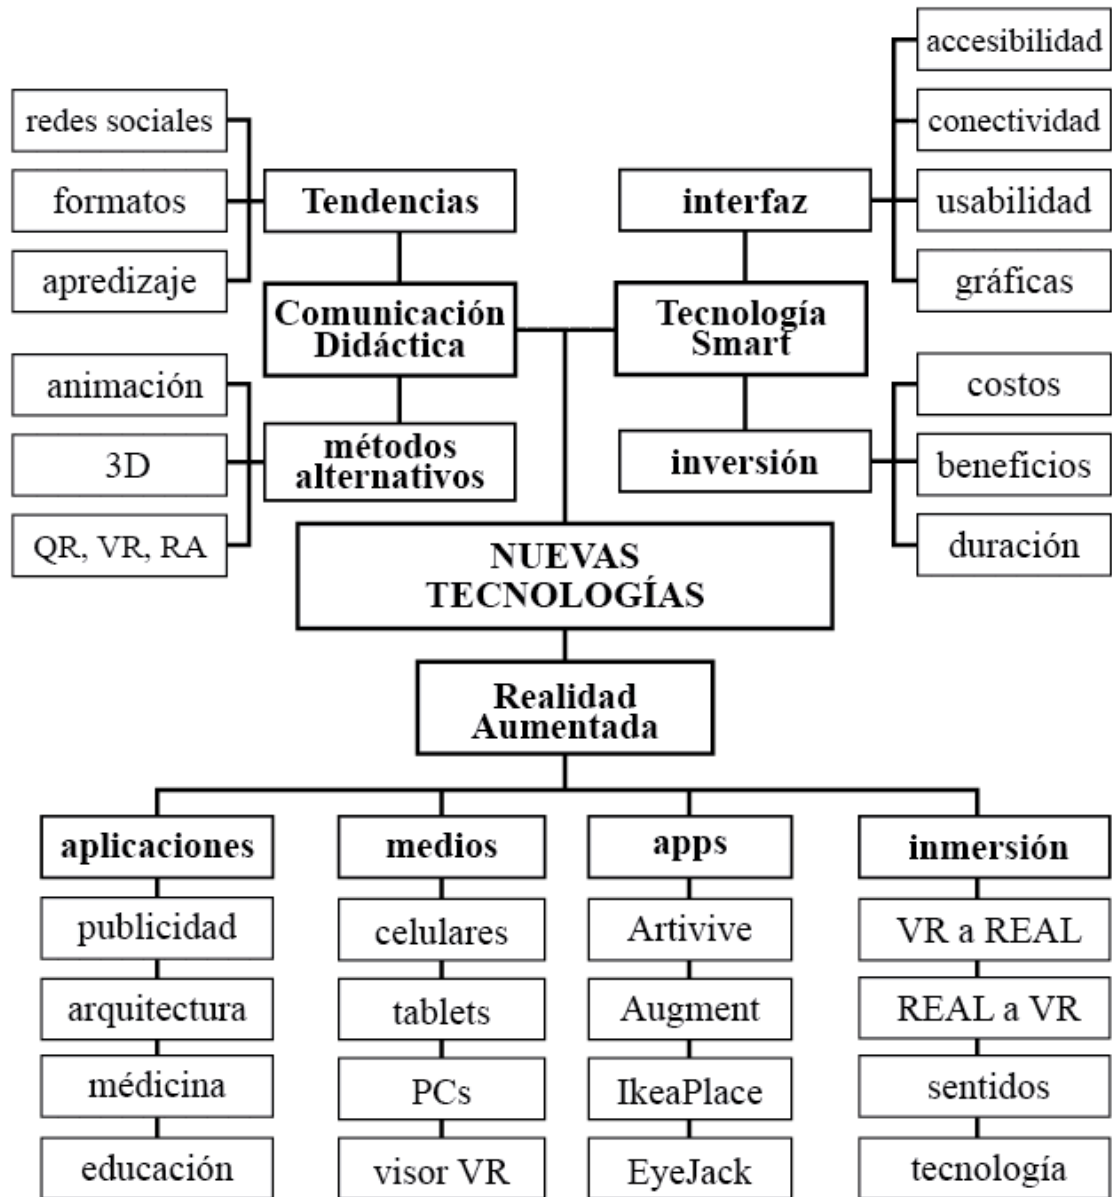 accesibilidad
conectividad
usabilidad
gráficas
redes sociales
formatos
apredizaje
Tendencias
interfaz
Comunicación
Didáctica
Tecnología
Smart
animación
3D
QR, VR, RA
métodos
alternativos
inversión
costos
beneficios
duración
NUEVAS
TECNOLOGÍAS
Realidad
Aumentada
aplicaciones
publicidad
arquitectura
médicina
educación
medios
celulares
tablets
PCs
visor VR
apps
Artivive
Augment
IkeaPlace
EyeJack
inmersión
VR a REAL
REAL a VR
sentidos
tecnología